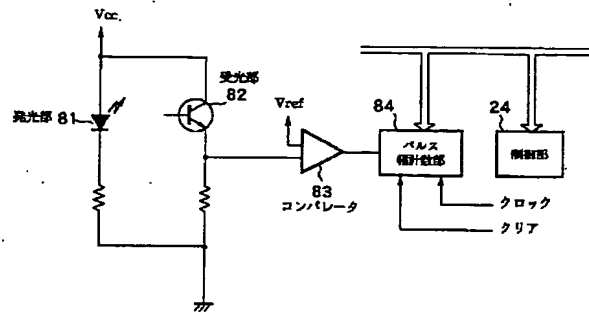 Vcc
発光部 81
受光部
82
Vref
83
コンパレータ
84
パルス
幅計数部
24
制御部
クロック
クリア